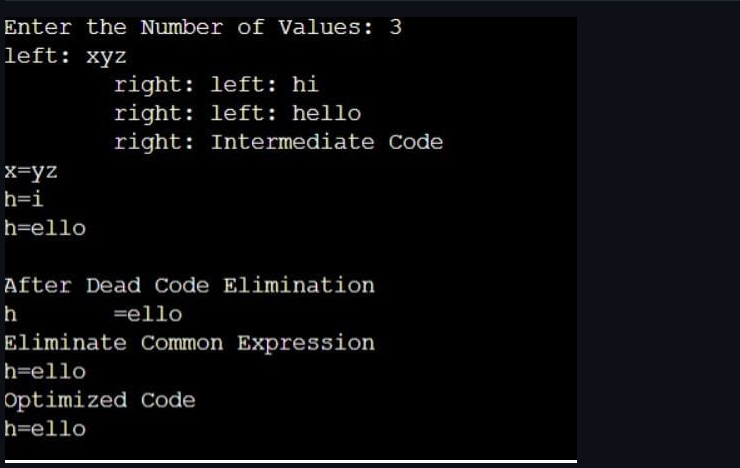 Enter the Number of Values: 3
left: xyz
right: left: hi
right: left: hello
right: Intermediate Code
x=yz
h=i
h=ello
After Dead Code Elimination
h =ello
Eliminate Common Expression
h=ello
Optimized Code
h=ello